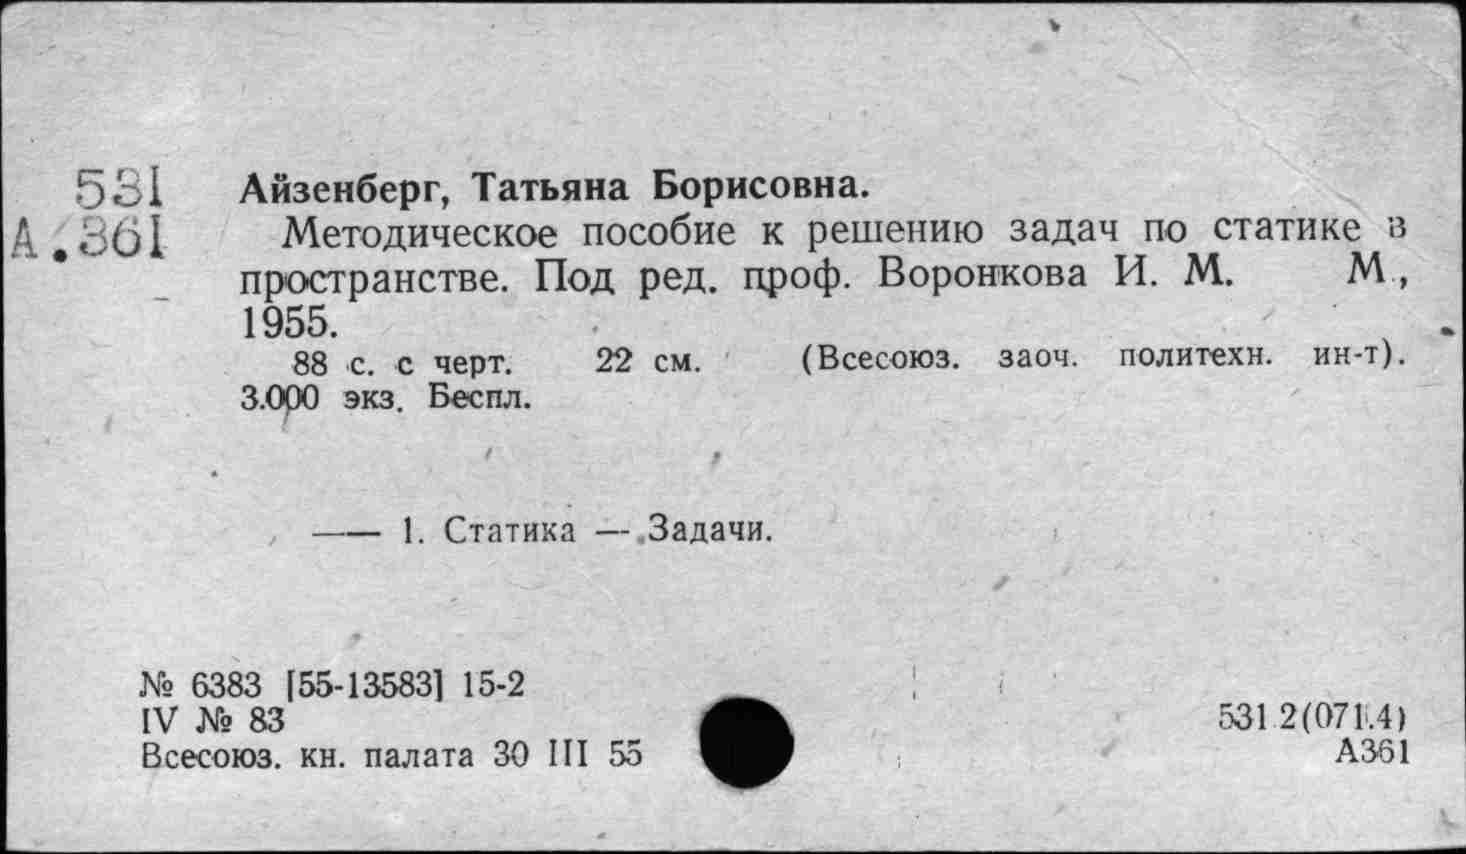 531
А.361
Айзенберг, Татьяна Борисовна.
Методическое пособие к решению задач по статике в
пространстве. Под ред. проф. Воронкова И. М. М.,
1955.
88 с. с черт. 22 см. (Всесоюз. заоч. политехн. ин-т).
3.000 экз. Беспл.
—— 1. Статика — Задачи.
№ 6383 [55-13583] 15-2
IV № 83
Всесоюз. кн. палата 30 III 55
531.2(071.4)
А361